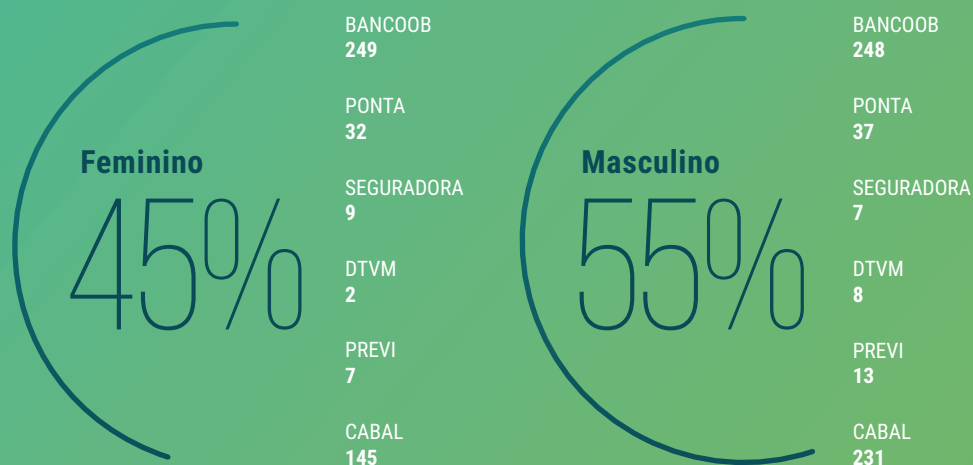 Feminino
45%
BANCOOB
249
PONTA
32
SEGURADORA
9
DTVM
2
PREVI
7
CABAL
145
Masculino
55%
BANCOOB
248
PONTA
37
SEGURADORA
7
DTVM
8
PREVI
13
CABAL
231